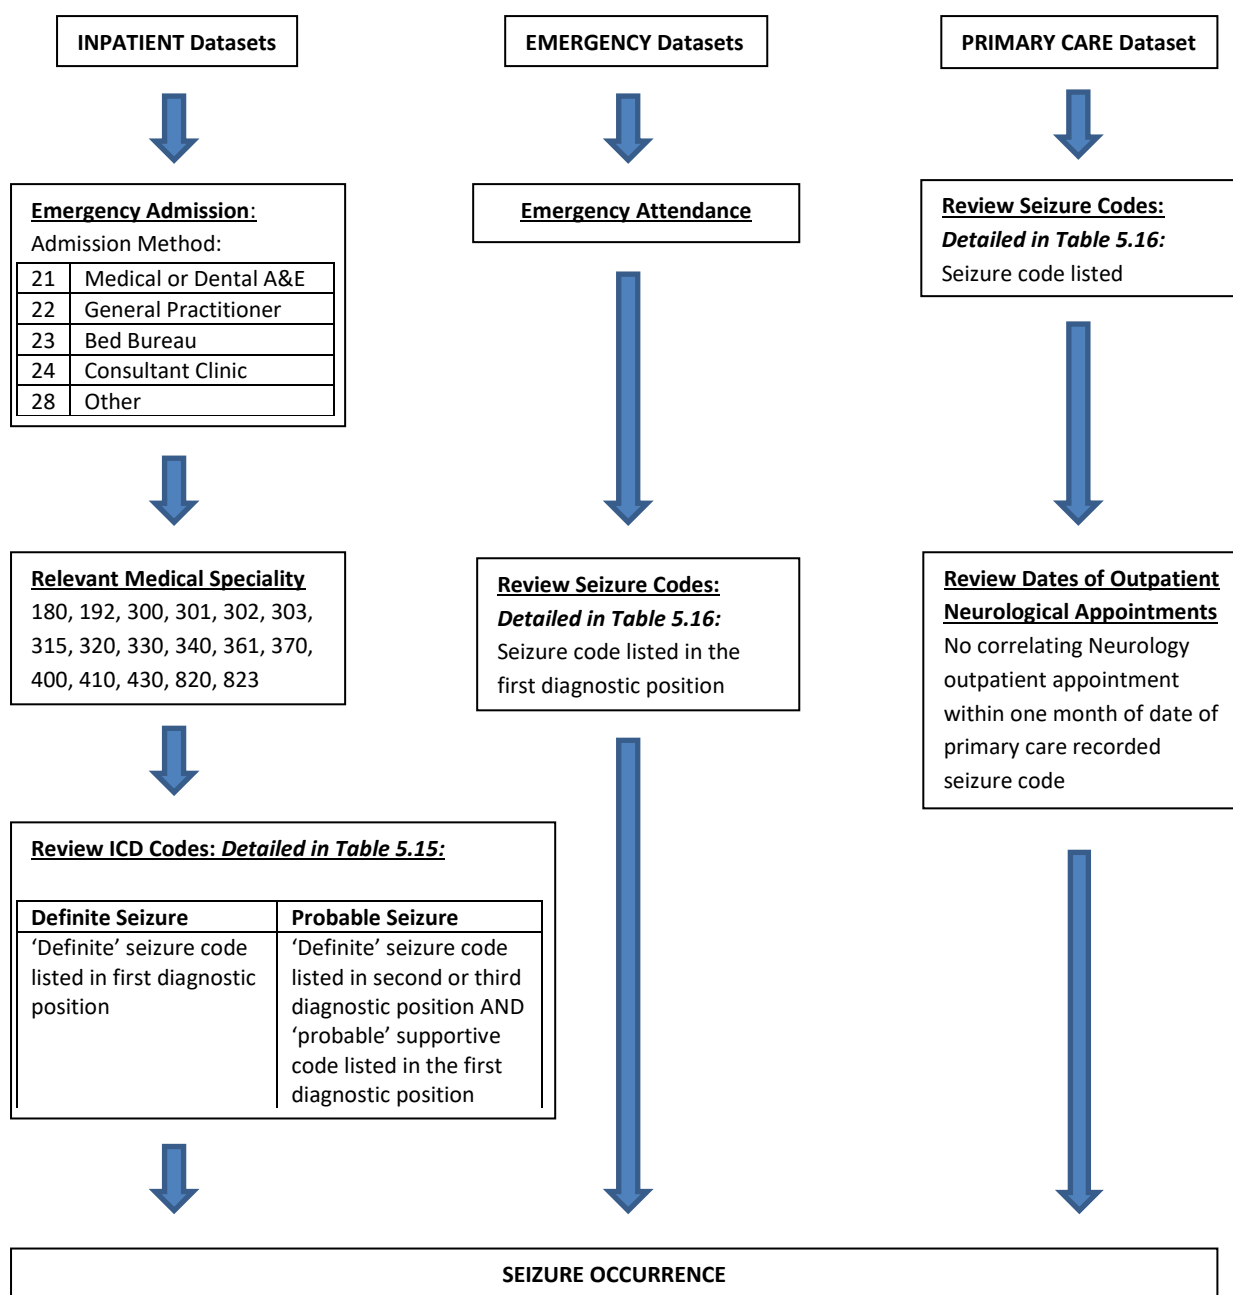 INPATIENT Datasets
EMERGENCY Datasets
PRIMARY CARE Dataset
Emergency Admission:
Admission Method:
21 Medical or Dental A&E
22 General Practitioner
23 Bed Bureau
24 Consultant Clinic
28 Other
Emergency Attendance
Review Seizure Codes:
Detailed in Table 5.16:
Seizure code listed
Relevant Medical Speciality
180, 192, 300, 301, 302, 303,
315, 320, 330, 340, 361, 370,
400, 410, 430, 820, 823
Review Seizure Codes:
Detailed in Table 5.16:
Seizure code listed in the
first diagnostic position
Review Dates of Outpatient
Neurological Appointments
No correlating Neurology
outpatient appointment
within one month of date of
primary care recorded
seizure code
Review ICD Codes: Detailed in Table 5.15:
Definite Seizure
‘Definite’ seizure code
listed in first diagnostic
position
Probable Seizure
‘Definite’ seizure code
listed in second or third
diagnostic position AND
‘probable’ supportive
code listed in the first
diagnostic position
SEIZURE OCCURRENCE